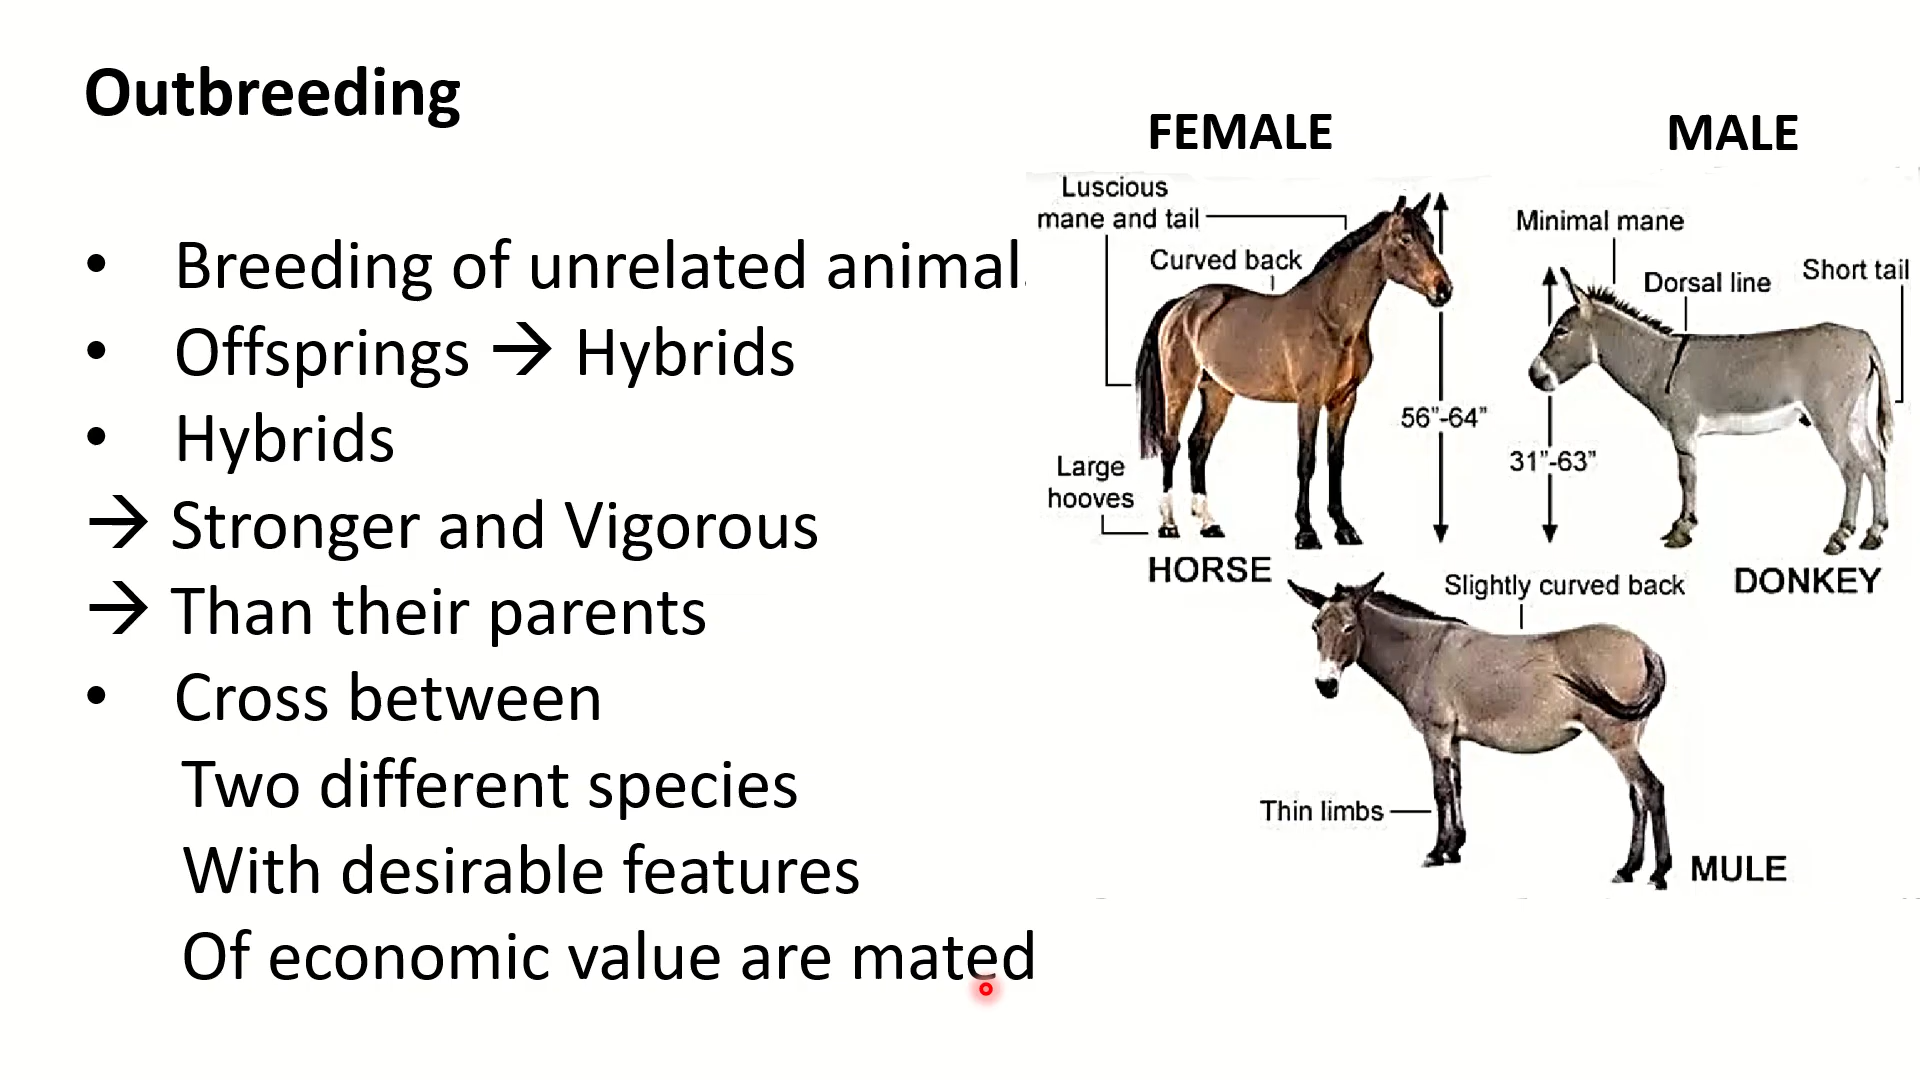 Outbreeding
• Breeding of unrelated animal
• Offsprings → Hybrids
• Hybrids
→ Stronger and Vigorous
→ Than their parents
• Cross between
Two different species
With desirable features
Of economic value are mated
FEMALE
MALE
Luscious
mane and tail
Curved back
Large
hooves
56”-64”
HORSE
Minimal mane
Dorsal line
Short tail
31”-63”
DONKEY
Slightly curved back
Thin limbs
MULE